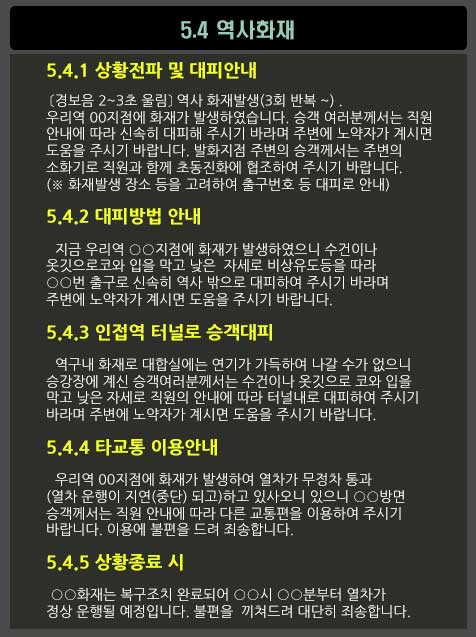 5.4 역사화재
5.4.1 상황전파 및 대피안내
〔경보음 2~3초 울림〕 역사 화재발생(3회 반복 ~) .
우리역 00지점에 화재가 발생하였습니다. 승객 여러분께서는 직원
안내에 따라 신속히 대피해 주시기 바라며 주변에 노약자가 계시면
도움을 주시기 바랍니다. 발화지점 주변의 승객께서는 주변의
소화기로 직원과 함께 초동진화에 협조하여 주시기 바랍니다.
(※ 화재발생 장소 등을 고려하여 출구번호 등 대피로 안내)
5.4.2 대피방법 안내
지금 우리역 ○○지점에 화재가 발생하였으니 수건이나
옷깃으로코와 입을 막고 낮은 자세로 비상유도등을 따라
○○번 출구로 신속히 역사 밖으로 대피하여 주시기 바라며
주변에 노약자가 계시면 도움을 주시기 바랍니다.
5.4.3 인접역 터널로 승객대피
역구내 화재로 대합실에는 연기가 가득하여 나갈 수가 없으니
승강장에 계신 승객여러분께서는 수건이나 옷깃으로 코와 입을
막고 낮은 자세로 직원의 안내에 따라 터널내로 대피하여 주시기
바라며 주변에 노약자가 계시면 도움을 주시기 바랍니다.
5.4.4 타교통 이용안내
우리역 00지점에 화재가 발생하여 열차가 무정차 통과
(열차 운행이 지연(중단) 되고)하고 있사오니 있으니 ○○방면
승객께서는 직원 안내에 따라 다른 교통편을 이용하여 주시기
바랍니다. 이용에 불편을 드려 죄송합니다.
5.4.5 상황종료 시
○○화재는 복구조치 완료되어 ○○시 ○○분부터 열차가
정상 운행될 예정입니다. 불편을 끼쳐드려 대단히 죄송합니다.